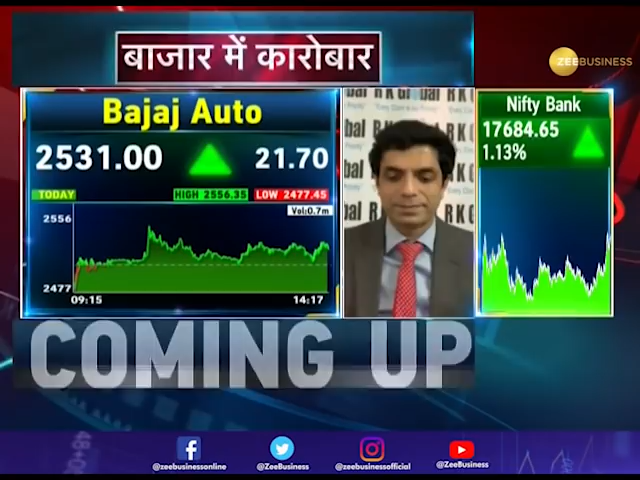 बाजार में कारोबार
ZEEBUSINESS
Bajaj Auto
2531.00
21.70
TODAY
HIGH 2556.35
LOW 2477.45
Vol:0.7m
2556
2477
09:15
14:17
Nifty Bank
17684.65
1.13%
COMING UP
@zeebusinessonline
@ZeeBusiness
@zeebusinessofficial
@ZeeBusiness